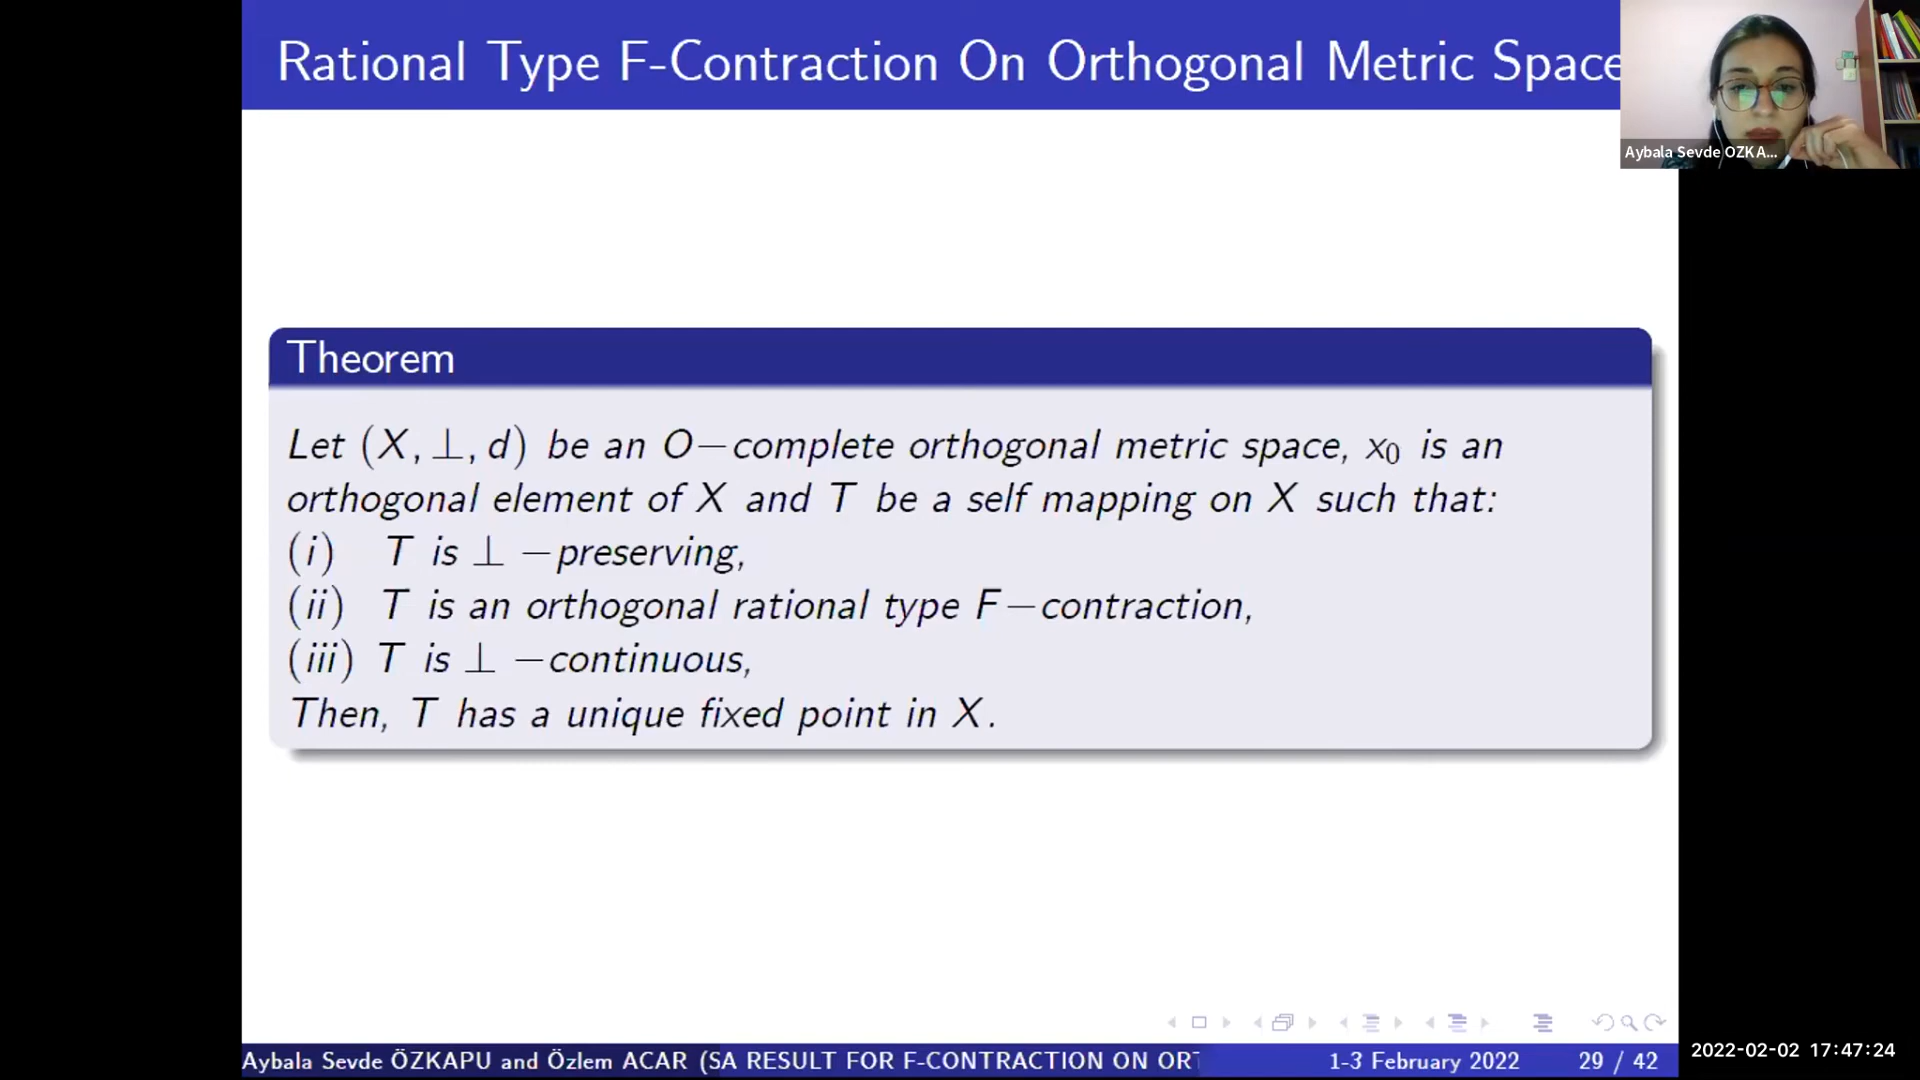 Rational Type F-Contraction On Orthogonal Metric Space
Aybala Sevde OZKA...
Theorem
Let (X, ⊥, d) be an O−complete orthogonal metric space, x₀ is an
orthogonal element of X and T be a self mapping on X such that:
(i) T is ⊥ −preserving,
(ii) T is an orthogonal rational type F−contraction,
(iii) T is ⊥ −continuous,
Then, T has a unique fixed point in X.
Aybala Sevde ÖZKAPU and Özlem ACAR (SA RESULT FOR F-CONTRACTION ON ORT 1-3 February 2022 29 / 42
2022-02-02 17:47:24